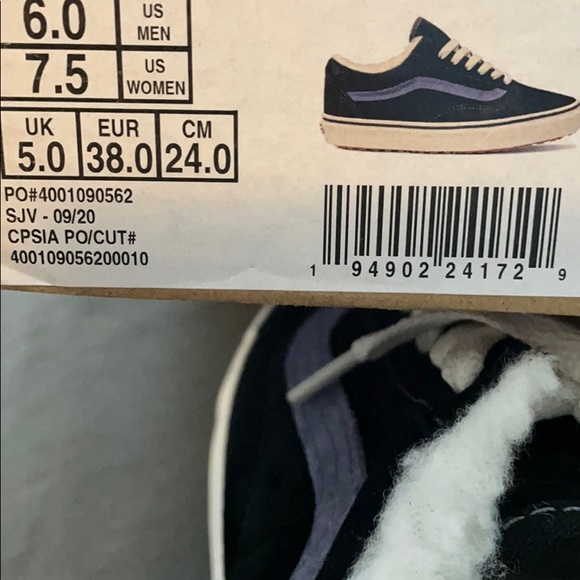 6.0 US MEN
7.5 US WOMEN
UK EUR CM
5.0 38.0 24.0
PO#4001090562
SJV - 09/20
CPSIA PO/CUT#
400109056200010
1 94902 24172 9